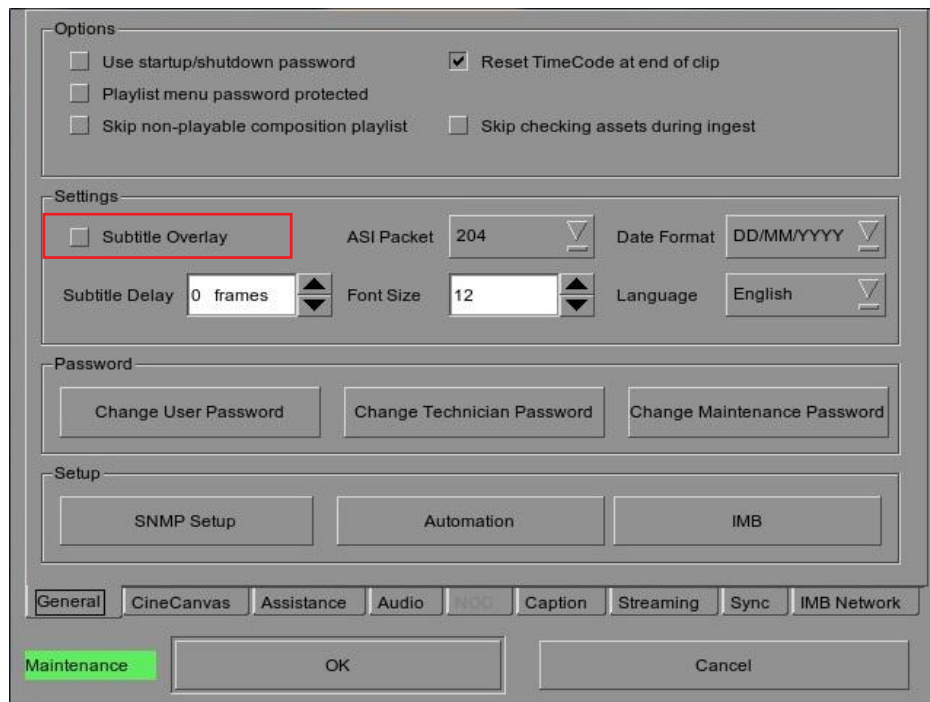 Options
Use startup/shutdown password
Reset TimeCode at end of clip
Playlist menu password protected
Skip non-playable composition playlist
Skip checking assets during ingest
Settings
Subtitle Overlay
ASI Packet 204
Date Format DD/MM/YYYY
Subtitle Delay 0 frames
Font Size 12
Language English
Password
Change User Password
Change Technician Password
Change Maintenance Password
Setup
SNMP Setup
Automation
IMB
General CineCanvas Assistance Audio NOC Caption Streaming Sync IMB Network
Maintenance
OK
Cancel